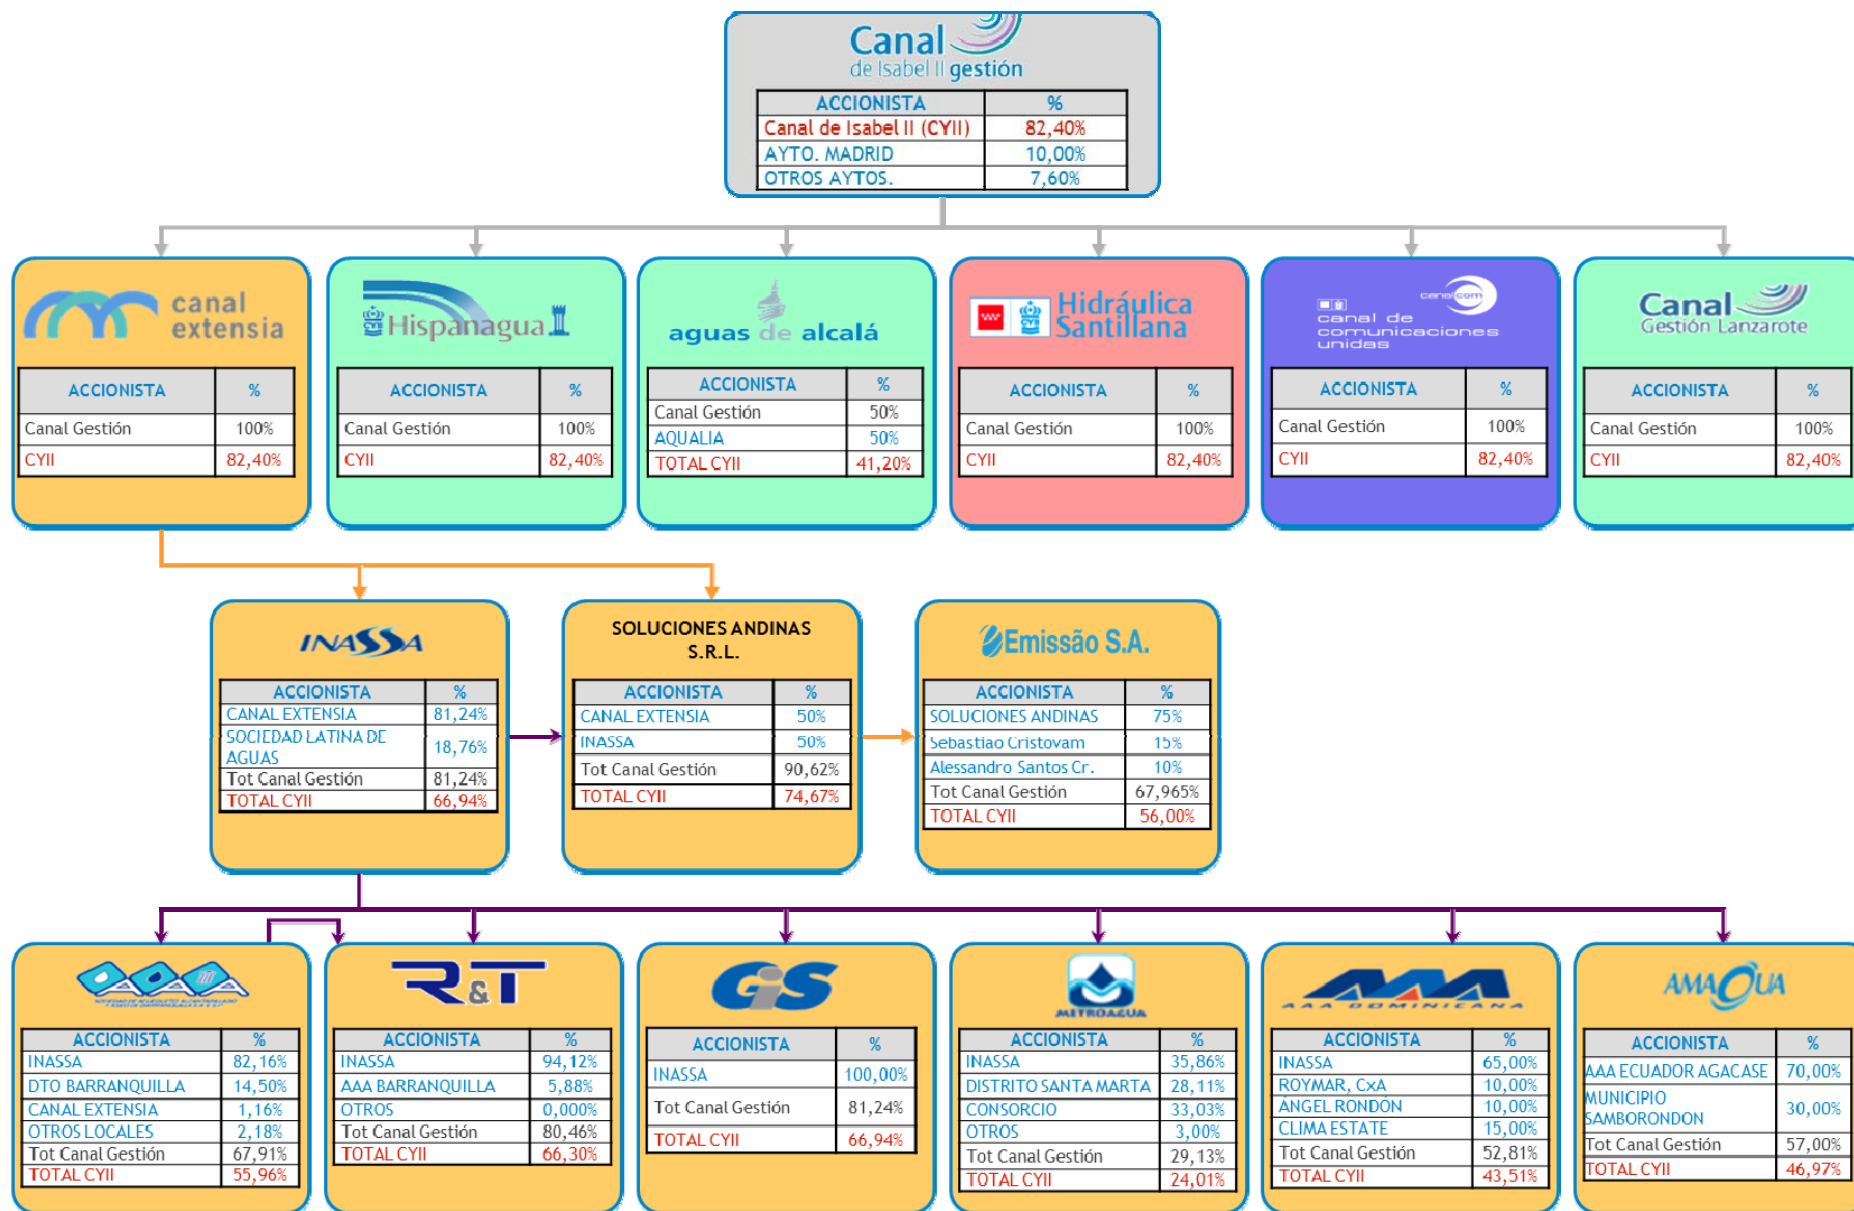 Canal
de Isabel II gestión
ACCIONISTA %
Canal de Isabel II (CYII) 82,40%
AYTO. MADRID 10,00%
OTROS AYTOS. 7,60%
canal
extensia
ACCIONISTA %
Canal Gestión 100%
CYII 82,40%
Hispanagua
ACCIONISTA %
Canal Gestión 100%
CYII 82,40%
aguas de alcalá
ACCIONISTA %
Canal Gestión 50%
AQUALIA 50%
TOTAL CYII 41,20%
Hidráulica
Santillana
ACCIONISTA %
Canal Gestión 100%
CYII 82,40%
canalcom
canal de
comunicaciones
unidas
ACCIONISTA %
Canal Gestión 100%
CYII 82,40%
Canal
Gestión Lanzarote
ACCIONISTA %
Canal Gestión 100%
CYII 82,40%
INASSA
ACCIONISTA %
CANAL EXTENSIA 81,24%
SOCIEDAD LATINA DE
AGUAS 18,76%
Tot Canal Gestión 81,24%
TOTAL CYII 66,94%
SOLUCIONES ANDINAS
S.R.L.
ACCIONISTA %
CANAL EXTENSIA 50%
INASSA 50%
Tot Canal Gestión 90,62%
TOTAL CYII 74,67%
Emissão S.A.
ACCIONISTA %
SOLUCIONES ANDINAS 75%
Sebastiao Cristovam 15%
Alessandro Santos Cr. 10%
Tot Canal Gestión 67,965%
TOTAL CYII 56,00%
ACCIONISTA %
INASSA 82,16%
DTO BARRANQUILLA 14,50%
CANAL EXTENSIA 1,16%
OTROS LOCALES 2,18%
Tot Canal Gestión 67,91%
TOTAL CYII 55,96%
R&T
ACCIONISTA %
INASSA 94,12%
AAA BARRANQUILLA 5,88%
OTROS 0,000%
Tot Canal Gestión 80,46%
TOTAL CYII 66,30%
GiS
ACCIONISTA %
INASSA 100,00%
Tot Canal Gestión 81,24%
TOTAL CYII 66,94%
METROAGUA
ACCIONISTA %
INASSA 35,86%
DISTRITO SANTA MARTA 28,11%
CONSORCIO 33,03%
OTROS 3,00%
Tot Canal Gestión 29,13%
TOTAL CYII 24,01%
AAA DOMINICANA
ACCIONISTA %
INASSA 65,00%
ROYMAR, CxA 10,00%
ÁNGEL RONDÓN 10,00%
CLIMA ESTATE 15,00%
Tot Canal Gestión 52,81%
TOTAL CYII 43,51%
AMAGUA
ACCIONISTA %
AAA ECUADOR AGACASE 70,00%
MUNICIPIO
SAMBORONDON 30,00%
Tot Canal Gestión 57,00%
TOTAL CYII 46,97%